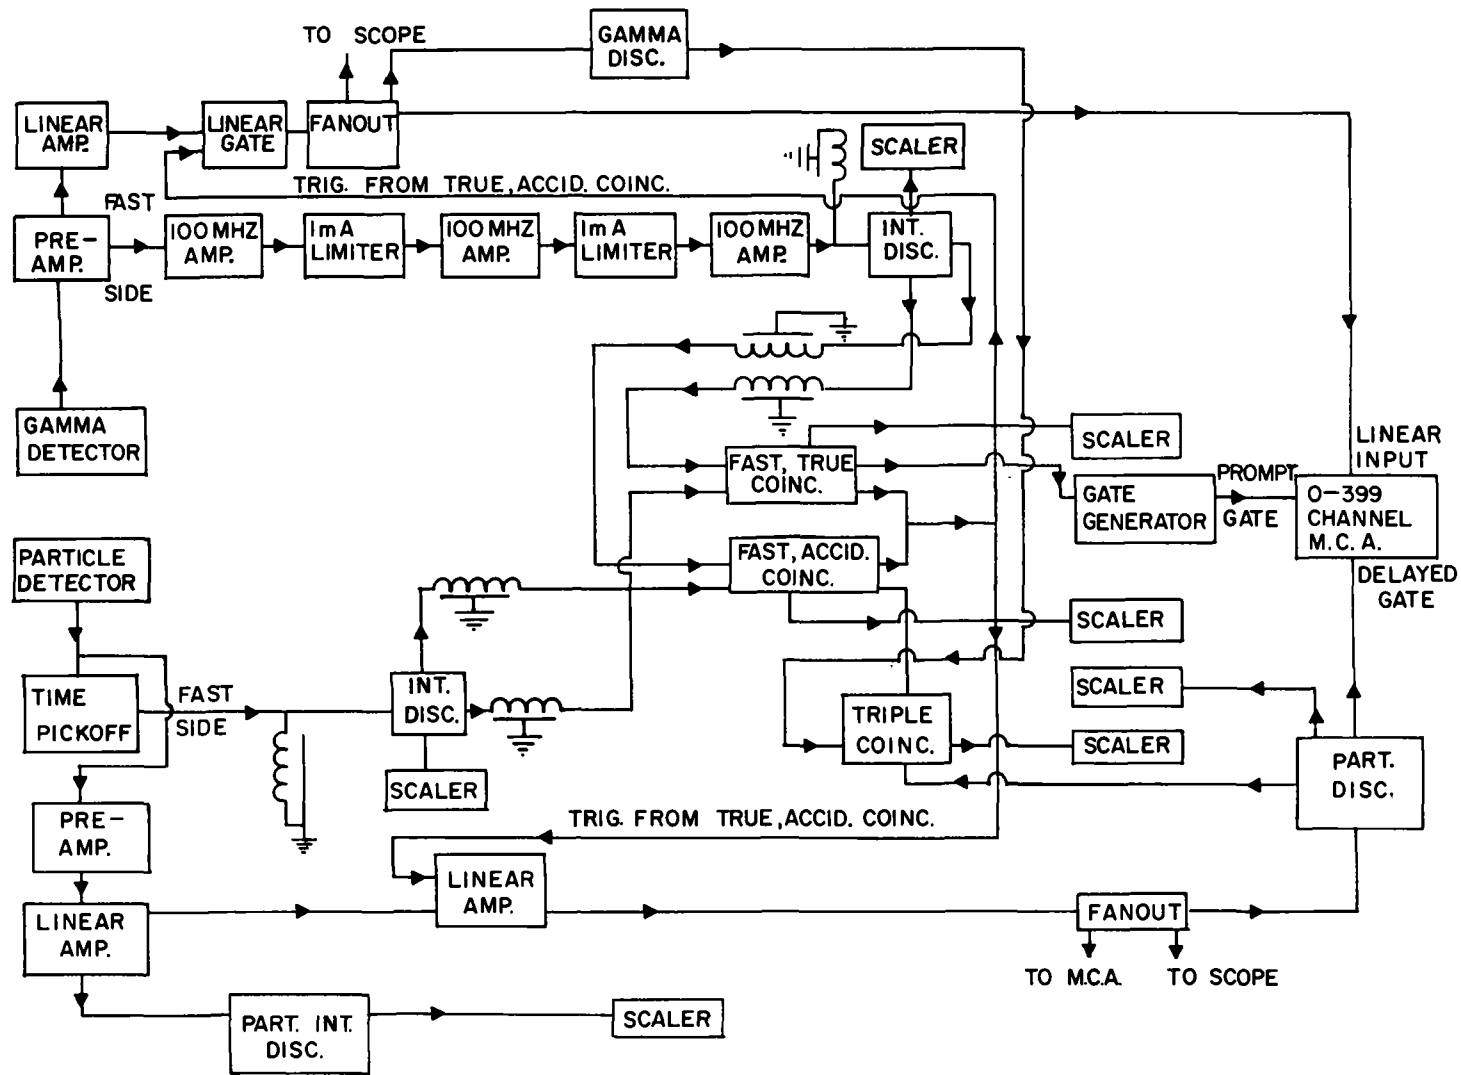 TO SCOPE
GAMMA
DISC.
LINEAR
AMP.
LINEAR
GATE
FANOUT
SCALER
TRIG. FROM TRUE, ACCID. COINC.
FAST
SIDE
PRE-
AMP.
100 MHZ
AMP.
1mA
LIMITER
100 MHZ
AMP.
1mA
LIMITER
100 MHZ
AMP.
INT.
DISC.
GAMMA
DETECTOR
FAST, TRUE
COINC.
SCALER
LINEAR
INPUT
GATE
GENERATOR
PROMPT
GATE
0-399
CHANNEL
M.C.A.
DELAYED
GATE
PARTICLE
DETECTOR
FAST, ACCID.
COINC.
SCALER
TIME
PICKOFF
FAST
SIDE
INT.
DISC.
SCALER
TRIPLE
COINC.
SCALER
SCALER
PART.
DISC.
PRE-
AMP.
TRIG. FROM TRUE, ACCID. COINC.
LINEAR
AMP.
LINEAR
AMP.
FANOUT
TO M.C.A.
TO SCOPE
PART. INT.
DISC.
SCALER